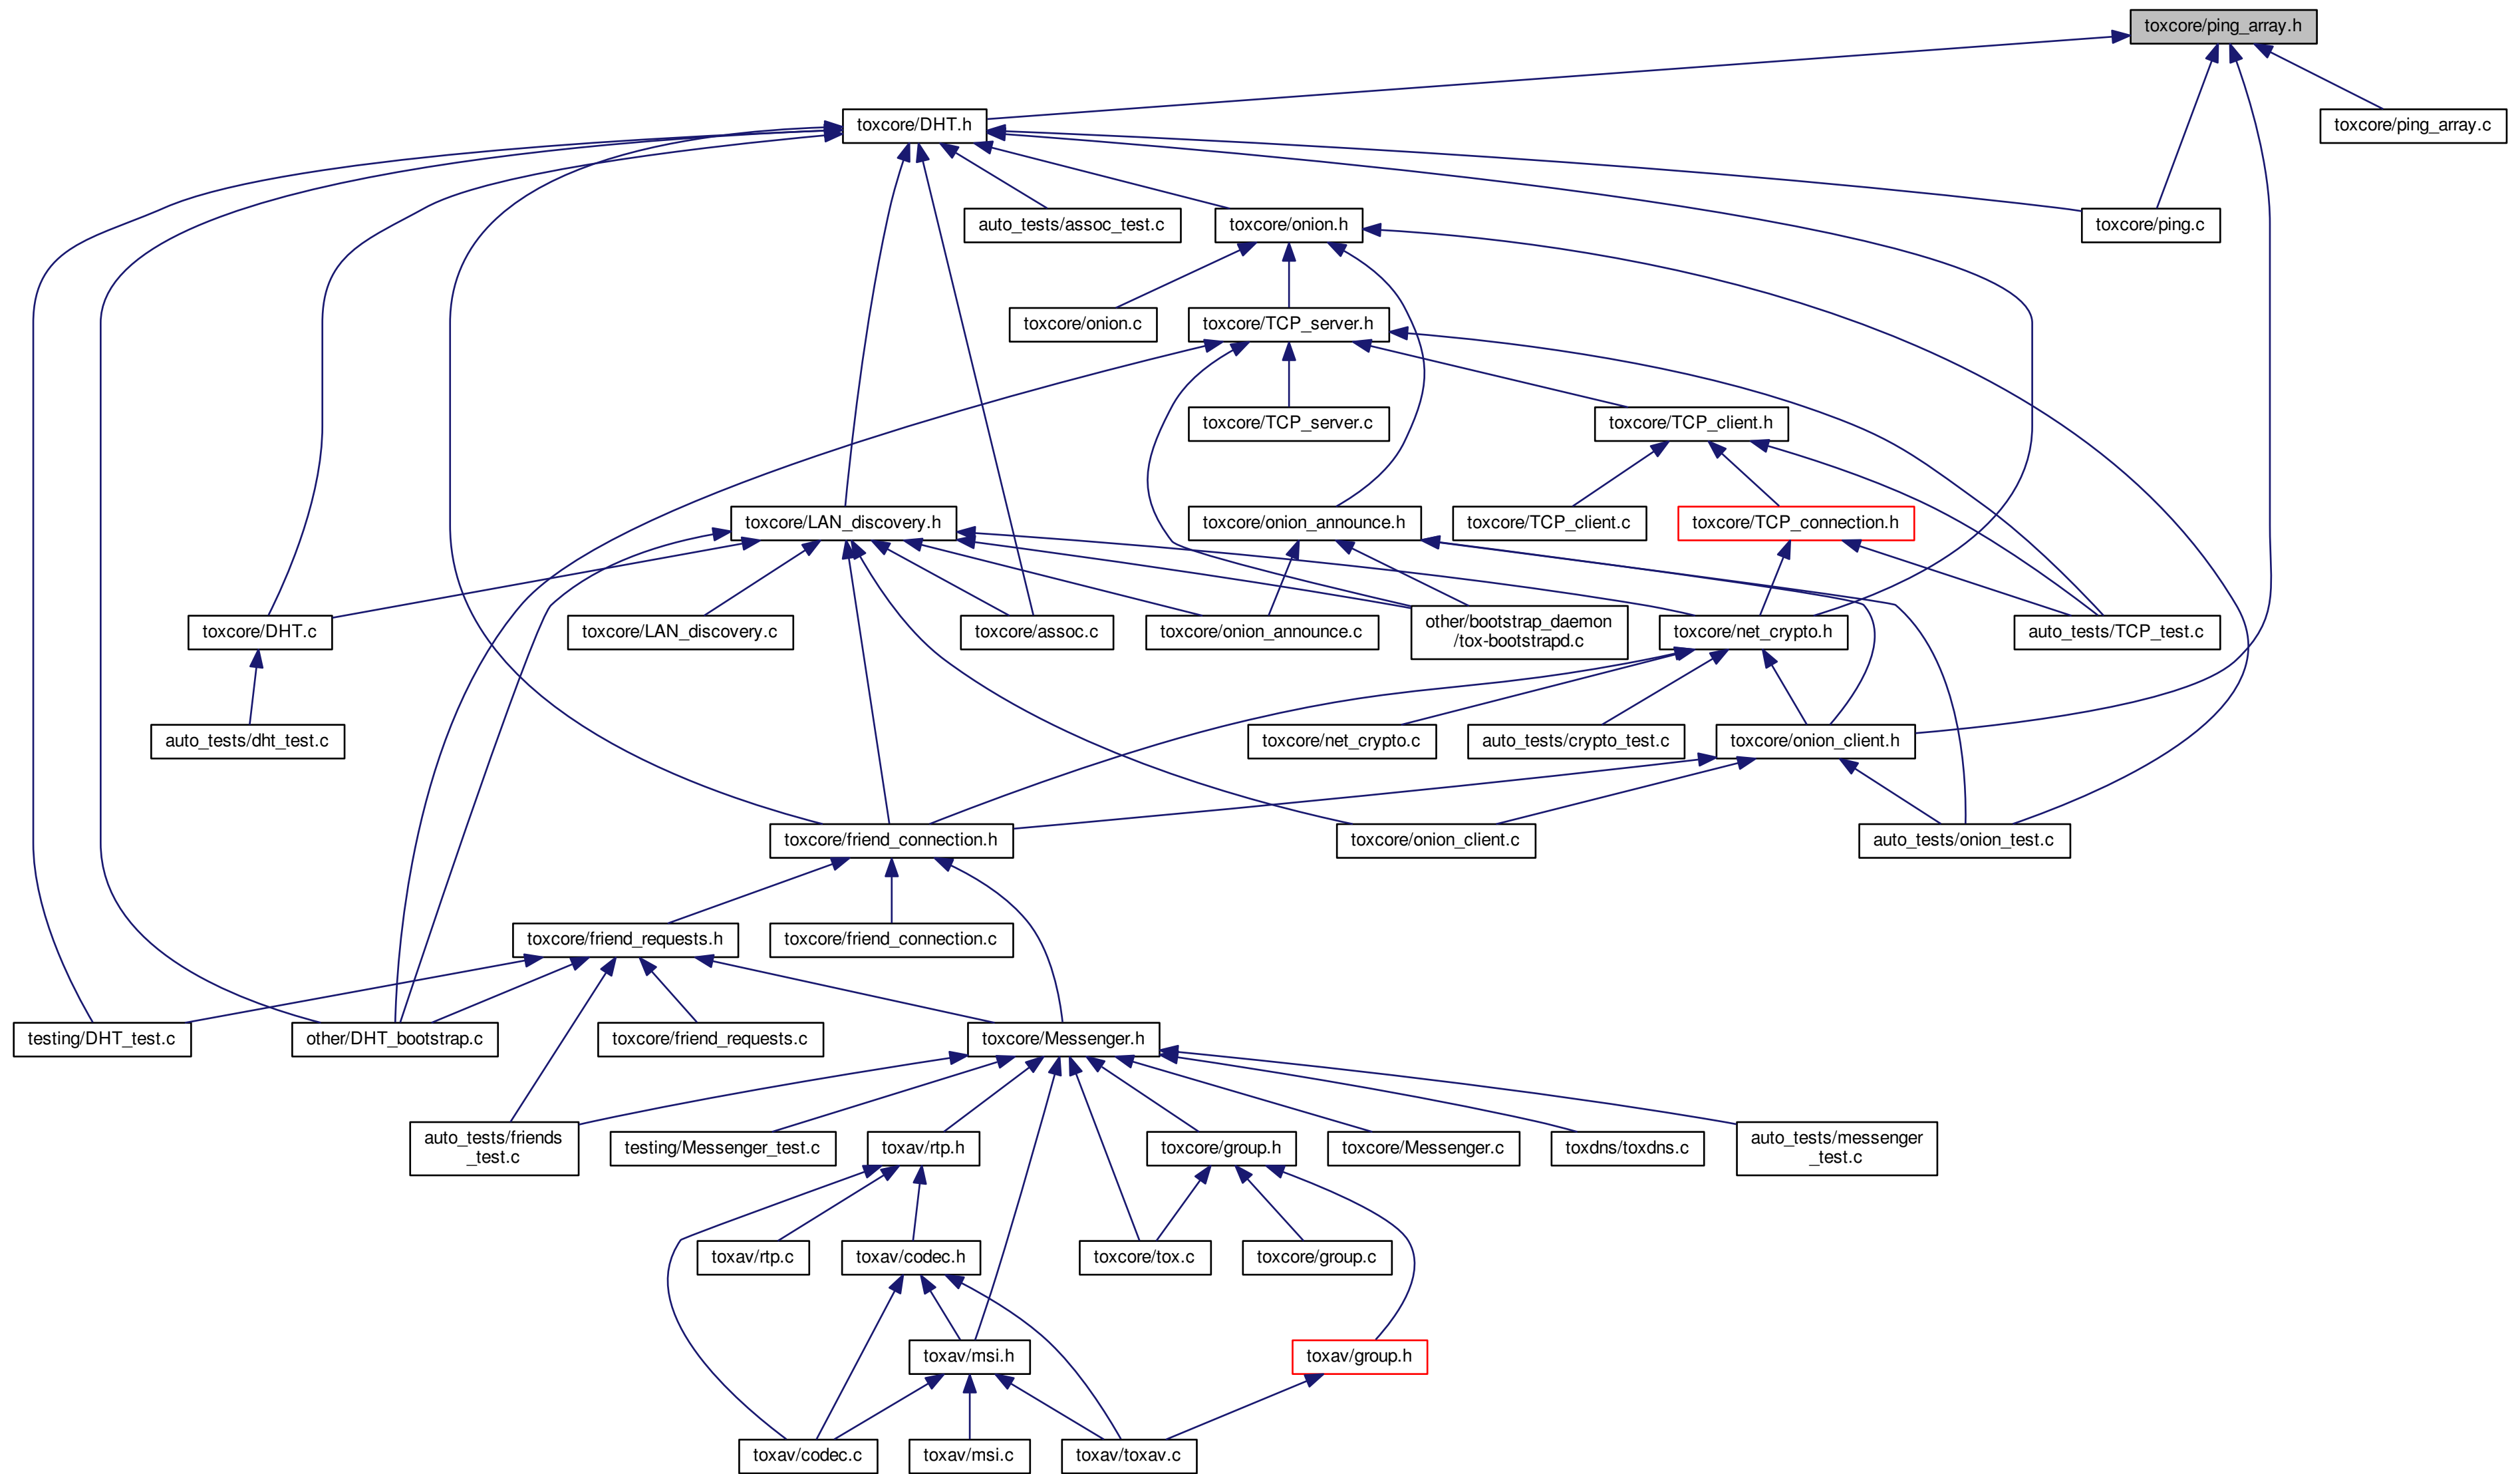 toxcore/ping_array.h
toxcore/DHT.h
toxcore/ping_array.c
auto_tests/assoc_test.c
toxcore/onion.h
toxcore/ping.c
toxcore/onion.c
toxcore/TCP_server.h
toxcore/TCP_server.c
toxcore/TCP_client.h
toxcore/LAN_discovery.h
toxcore/onion_announce.h
toxcore/TCP_client.c
toxcore/TCP_connection.h
toxcore/DHT.c
toxcore/LAN_discovery.c
toxcore/assoc.c
toxcore/onion_announce.c
other/bootstrap_daemon
/tox-bootstrapd.c
toxcore/net_crypto.h
auto_tests/TCP_test.c
auto_tests/dht_test.c
toxcore/net_crypto.c
auto_tests/crypto_test.c
toxcore/onion_client.h
toxcore/friend_connection.h
toxcore/onion_client.c
auto_tests/onion_test.c
toxcore/friend_requests.h
toxcore/friend_connection.c
testing/DHT_test.c
other/DHT_bootstrap.c
toxcore/friend_requests.c
toxcore/Messenger.h
auto_tests/friends
_test.c
testing/Messenger_test.c
toxav/rtp.h
toxcore/group.h
toxcore/Messenger.c
toxdns/toxdns.c
auto_tests/messenger
_test.c
toxav/rtp.c
toxav/codec.h
toxcore/tox.c
toxcore/group.c
toxav/msi.h
toxav/group.h
toxav/codec.c
toxav/msi.c
toxav/toxav.c